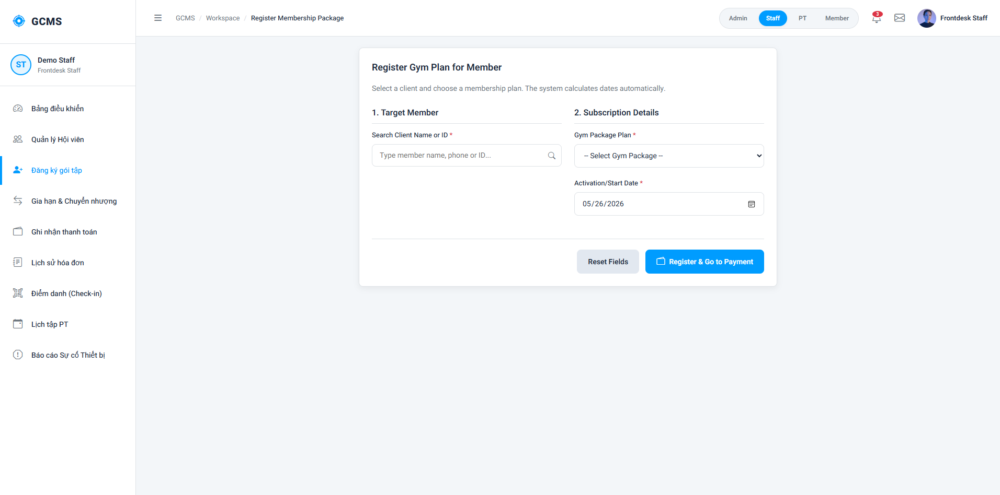 GCMS
GCMS / Workspace / Register Membership Package
Admin Staff PT Member
3
Frontdesk Staff
ST
Demo Staff
Frontdesk Staff
Bảng điều khiển
Quản lý Hội viên
Đăng ký gói tập
Gia hạn & Chuyển nhượng
Ghi nhận thanh toán
Lịch sử hóa đơn
Điểm danh (Check-in)
Lịch tập PT
Báo cáo Sự cố Thiết bị
Register Gym Plan for Member
Select a client and choose a membership plan. The system calculates dates automatically.
1. Target Member
Search Client Name or ID *
Type member name, phone or ID...
2. Subscription Details
Gym Package Plan *
-- Select Gym Package --
Activation/Start Date *
05/26/2026
Reset Fields
Register & Go to Payment